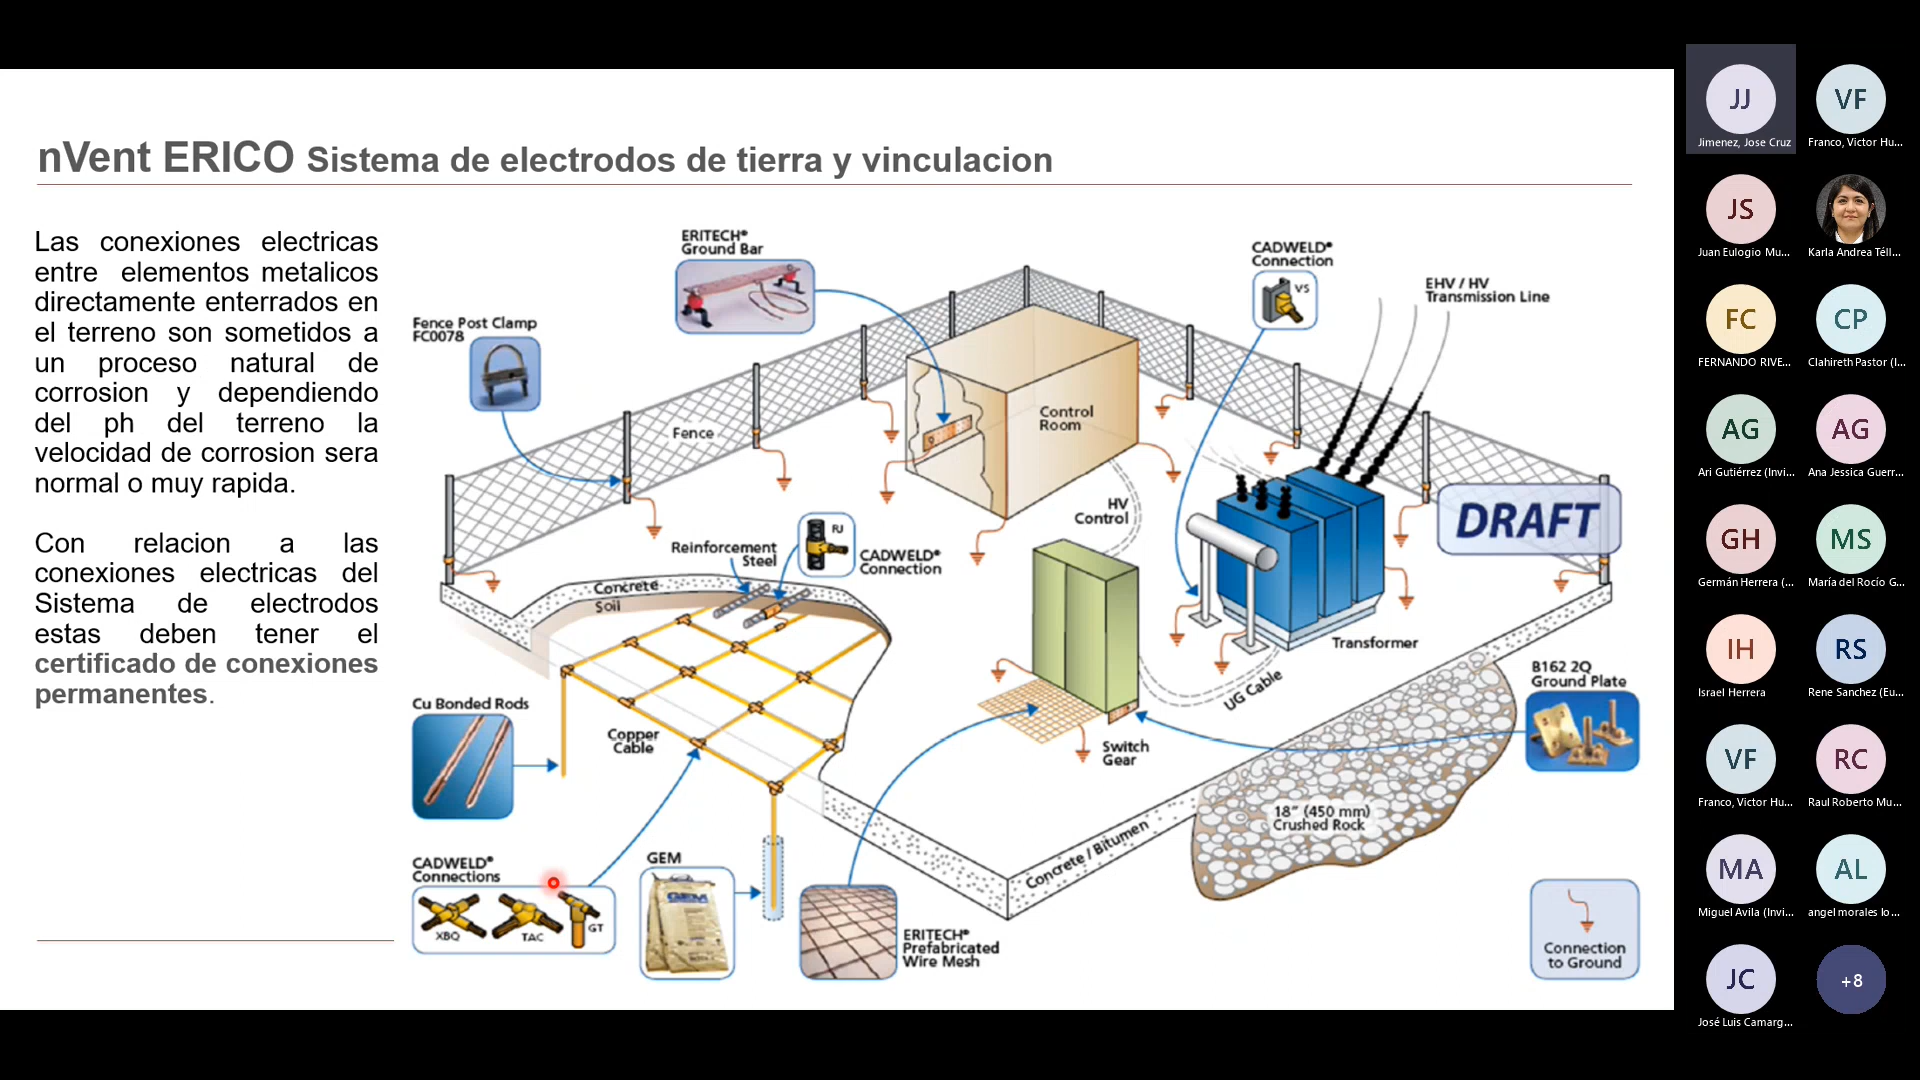 nVent ERICO Sistema de electrodos de tierra y vinculacion
Las conexiones electricas
entre elementos metalicos
directamente enterrados en
el terreno son sometidos a
un proceso natural de
corrosion y dependiendo
del ph del terreno la
velocidad de corrosion sera
normal o muy rapida.
Con relacion a las
conexiones electricas del
Sistema de electrodos
estas deben tener el
certificado de conexiones
permanentes.
ERITECH®
Ground Bar
CADWELD®
Connection
VS
EHV / HV
Transmission Line
Fence Post Clamp
FC0078
Fence
Control
Room
HV
Control
DRAFT
Reinforcement
Steel
RJ
CADWELD®
Connection
Concrete
Soil
Transformer
UG Cable
B162 2Q
Ground Plate
Cu Bonded Rods
Copper
Cable
Switch
Gear
18" (450 mm)
Crushed Rock
Concrete / Bitumen
CADWELD®
Connections
XBQ
TAC
GT
GEM
GEM
ERITECH®
Prefabricated
Wire Mesh
Connection
to Ground
JJ
Jimenez, Jose Cruz
VF
Franco, Victor Hu...
JS
Juan Eulogio Mu...
Karla Andrea Téll...
FC
FERNANDO RIVE...
CP
Clahireth Pastor (I...
AG
Ari Gutiérrez (Invi...
AG
Ana Jessica Guerr...
GH
Germán Herrera (...
MS
María del Rocío G...
IH
Israel Herrera
RS
Rene Sanchez (Eu...
VF
Franco, Victor Hu...
RC
Raul Roberto Mu...
MA
Miguel Avila (Invi...
AL
angel morales lo...
JC
José Luis Camarg...
+8